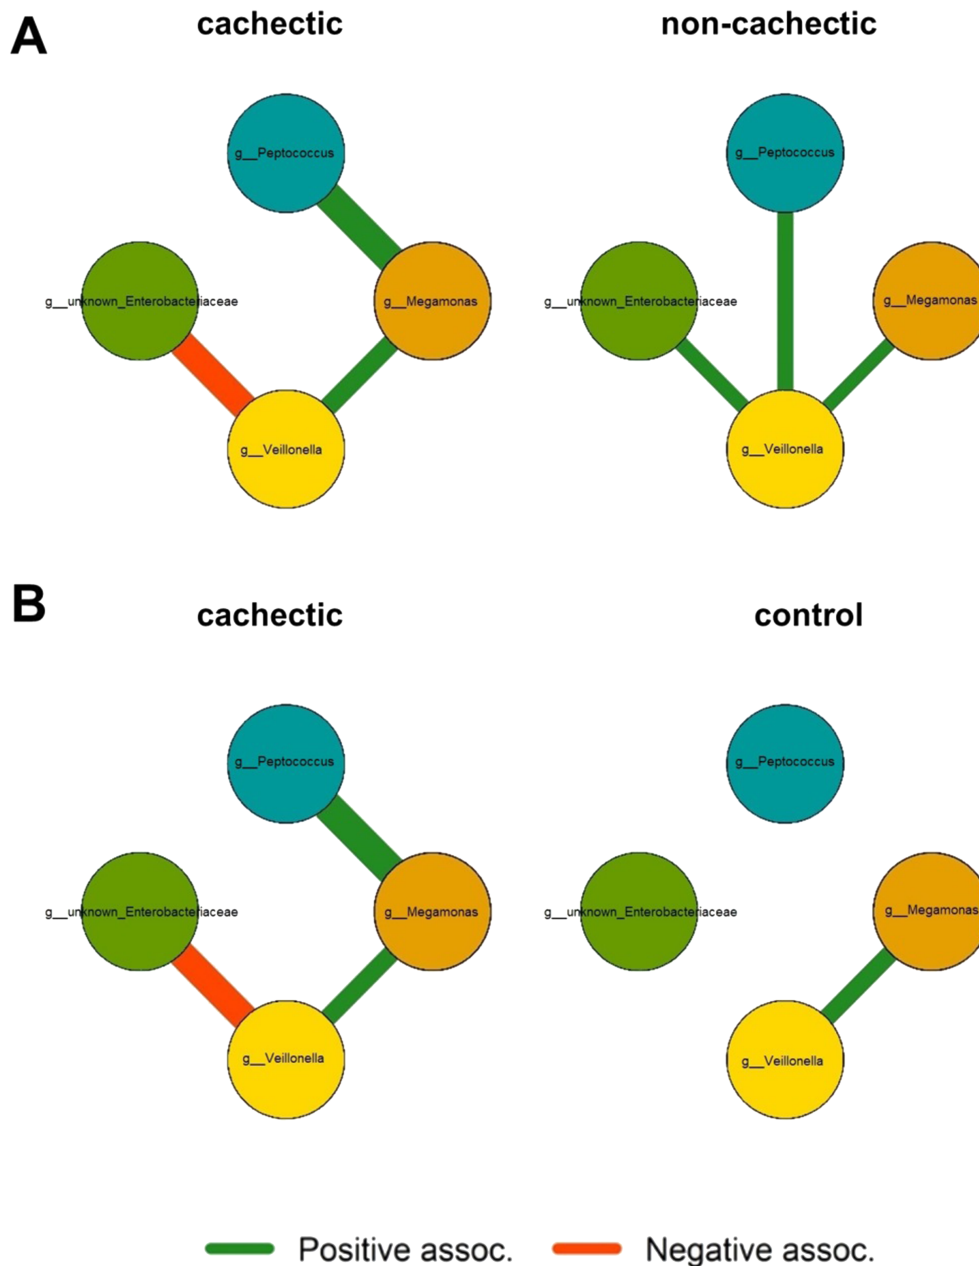 A
cachectic
non-cachectic
g__Peptococcus
g__Peptococcus
g__unknown_Enterobacteriaceae
g__Megamonas
g__unknown_Enterobacteriaceae
g__Megamonas
g__Veillonella
g__Veillonella
B
cachectic
control
g__Peptococcus
g__Peptococcus
g__unknown_Enterobacteriaceae
g__Megamonas
g__unknown_Enterobacteriaceae
g__Megamonas
g__Veillonella
g__Veillonella
Positive assoc.
Negative assoc.